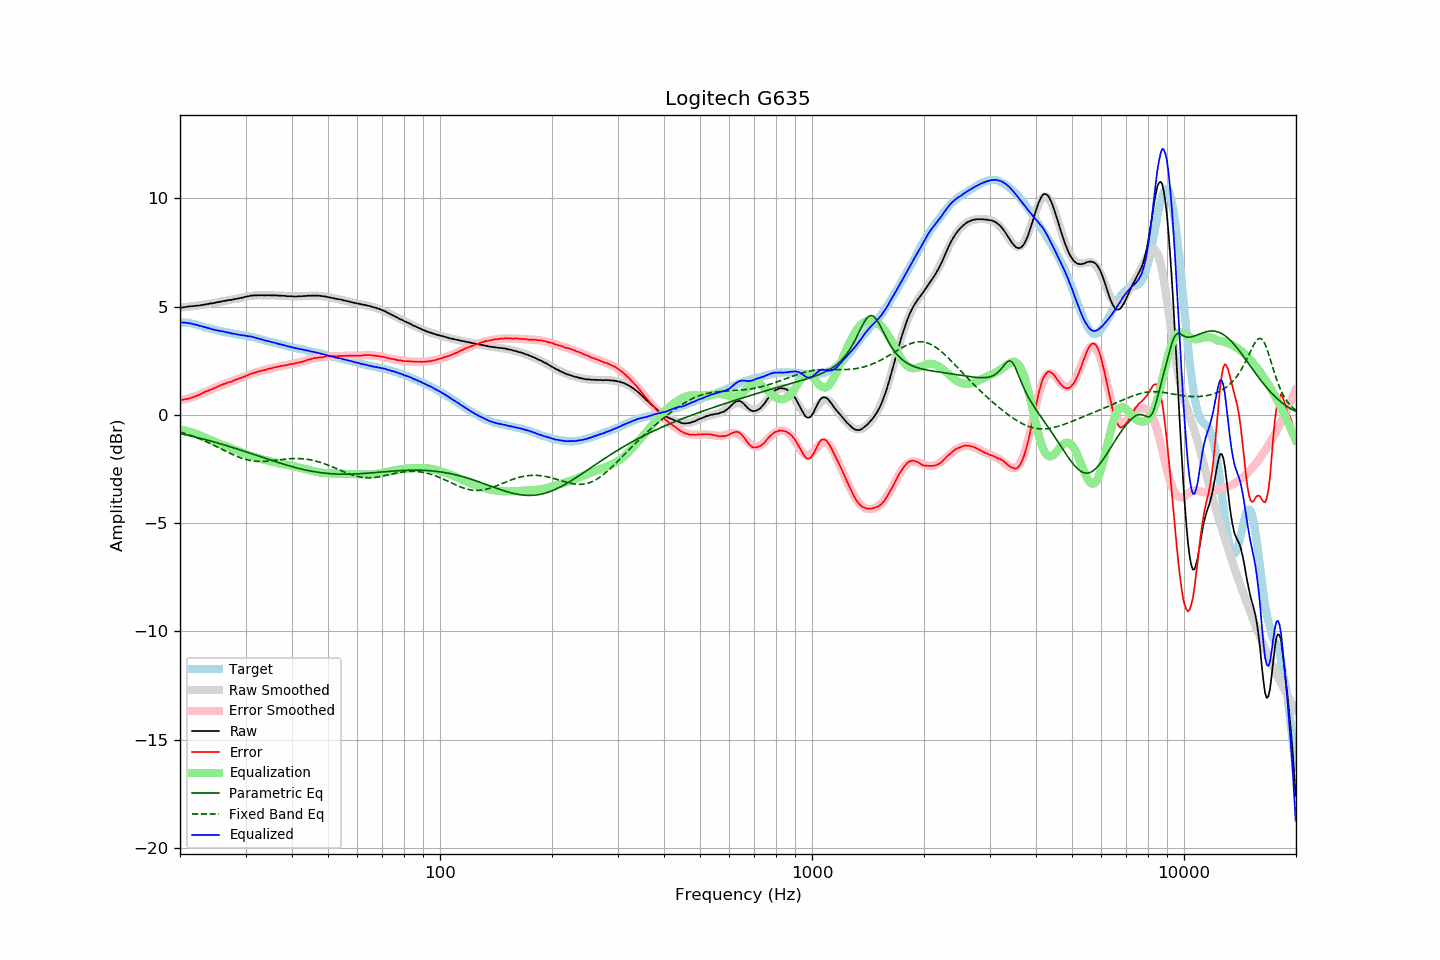 Logitech G635
Amplitude (dBr)
10
5
0
−5
−10
−15
−20
Target
Raw Smoothed
Error Smoothed
Raw
Error
Equalization
Parametric Eq
Fixed Band Eq
Equalized
100
1000
10000
Frequency (Hz)